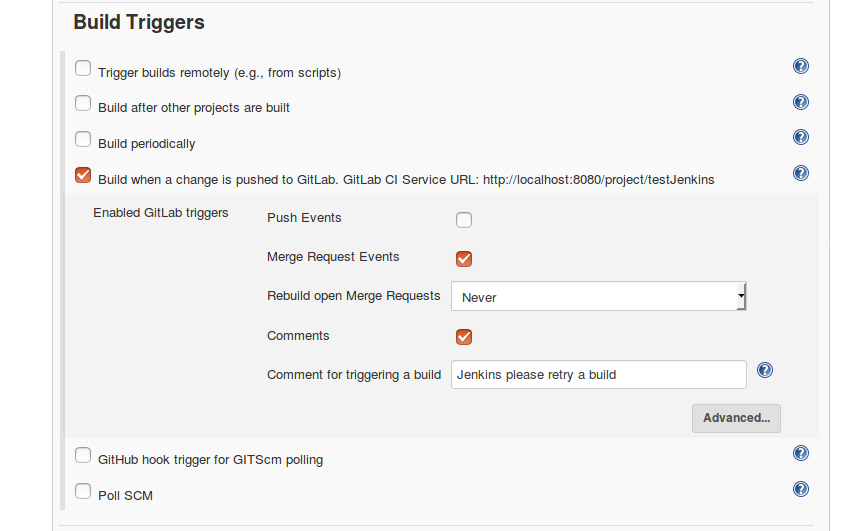 Build Triggers
Trigger builds remotely (e.g., from scripts)
Build after other projects are built
Build periodically
Build when a change is pushed to GitLab. GitLab CI Service URL: http://localhost:8080/project/testJenkins
Enabled GitLab triggers
Push Events
Merge Request Events
Rebuild open Merge Requests
Never
Comments
Comment for triggering a build
Jenkins please retry a build
Advanced...
GitHub hook trigger for GITScm polling
Poll SCM